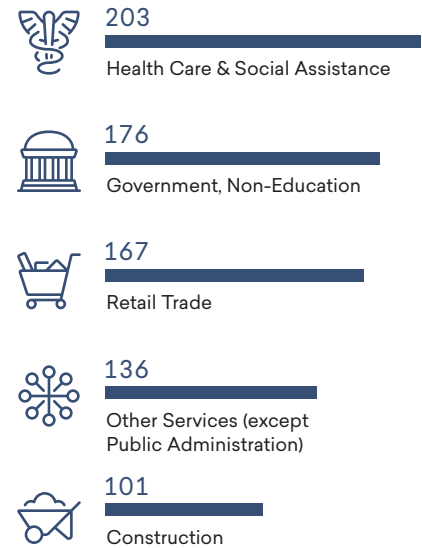 203
Health Care & Social Assistance
176
Government, Non-Education
167
Retail Trade
136
Other Services (except
Public Administration)
101
Construction